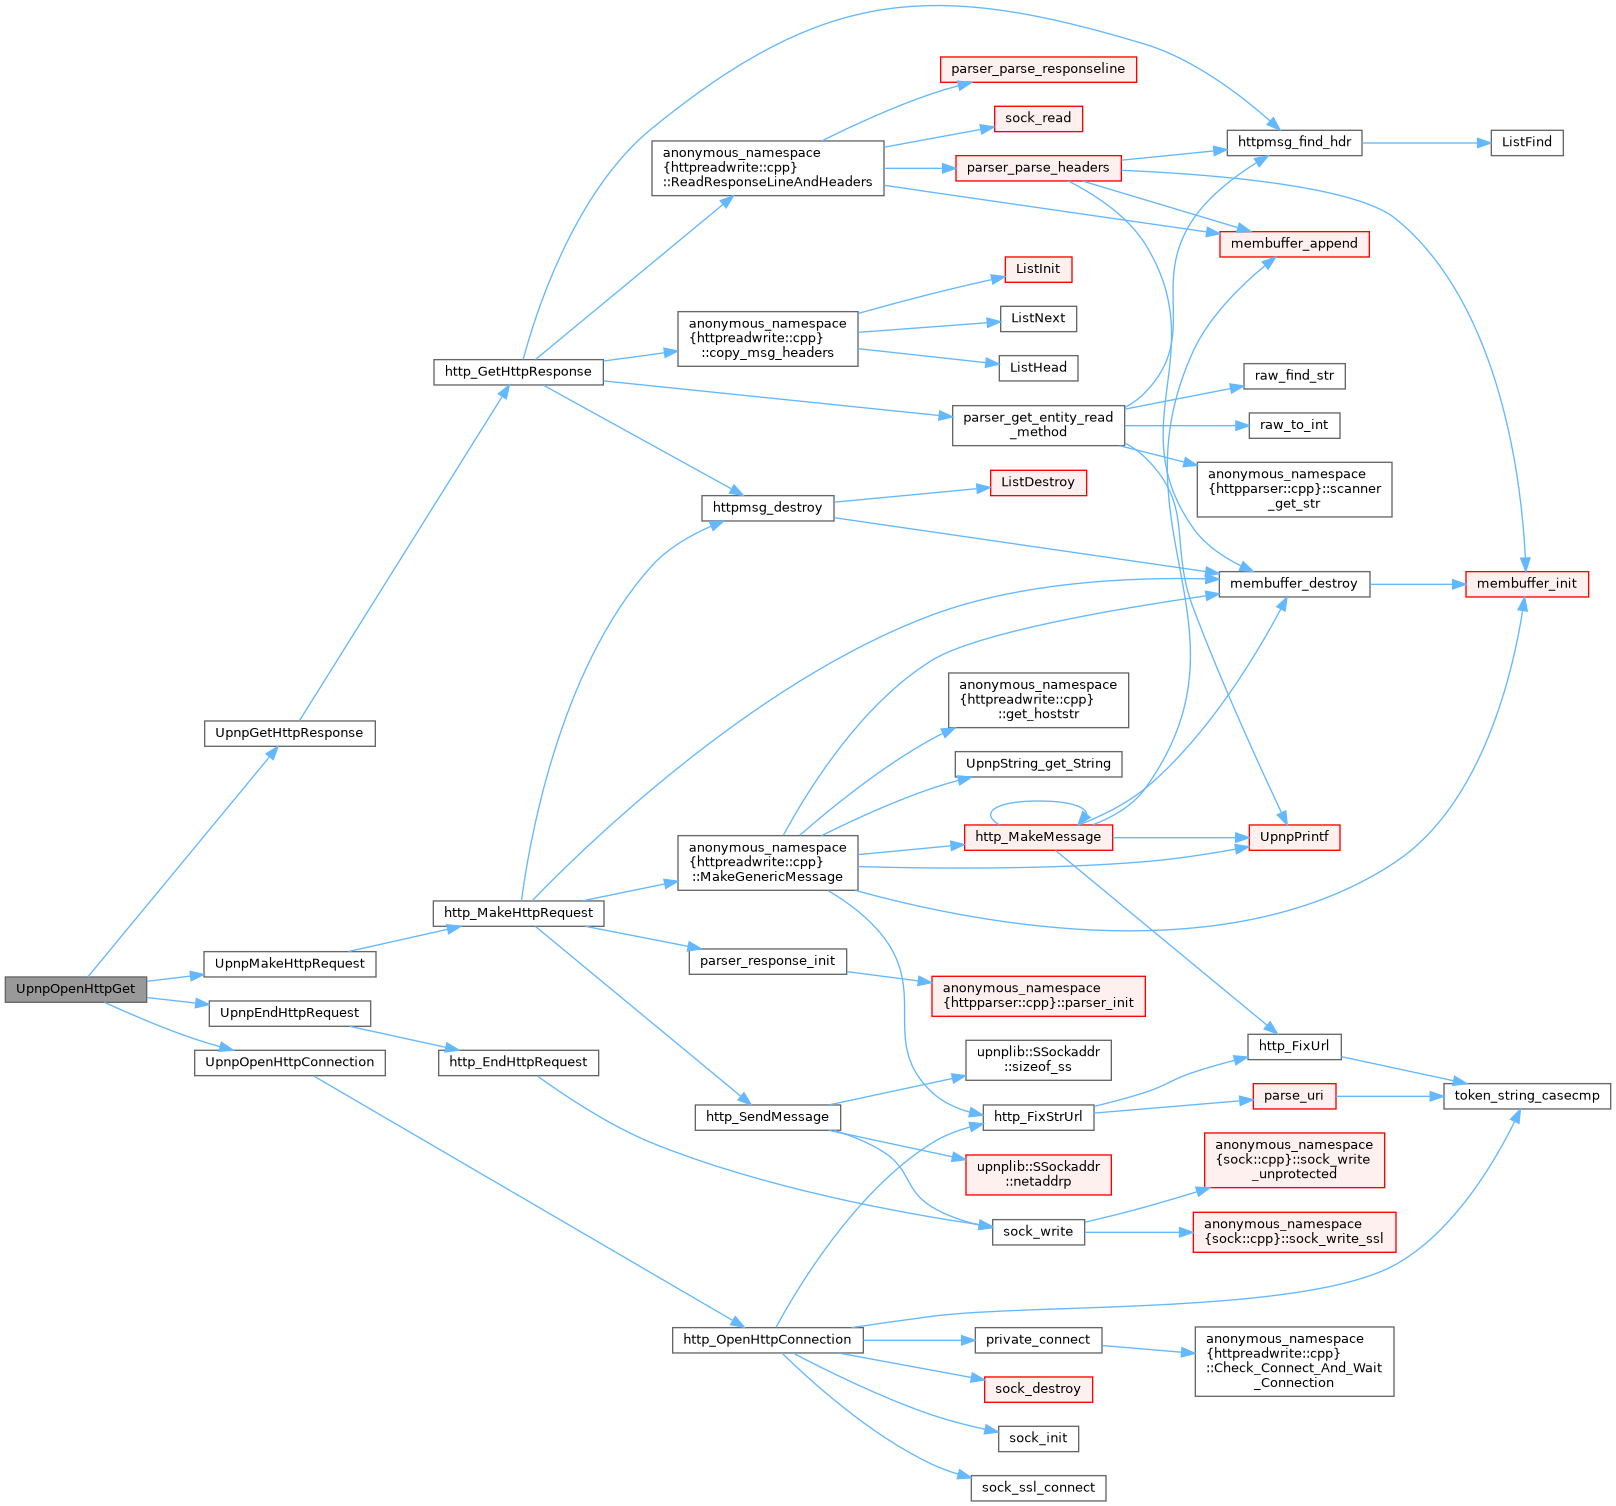 parser_parse_responseline
sock_read
anonymous_namespace
{httpreadwrite::cpp}
::ReadResponseLineAndHeaders
parser_parse_headers
httpmsg_find_hdr
ListFind
membuffer_append
ListInit
anonymous_namespace
{httpreadwrite::cpp}
::copy_msg_headers
ListNext
ListHead
http_GetHttpResponse
raw_find_str
parser_get_entity_read
_method
raw_to_int
anonymous_namespace
{httpparser::cpp}::scanner
_get_str
ListDestroy
httpmsg_destroy
membuffer_destroy
membuffer_init
anonymous_namespace
{httpreadwrite::cpp}
::get_hoststr
UpnpGetHttpResponse
UpnpString_get_String
http_MakeMessage
UpnpPrintf
anonymous_namespace
{httpreadwrite::cpp}
::MakeGenericMessage
http_MakeHttpRequest
UpnpMakeHttpRequest
parser_response_init
UpnpOpenHttpGet
anonymous_namespace
{httpparser::cpp}::parser_init
UpnpEndHttpRequest
UpnpOpenHttpConnection
http_EndHttpRequest
upnplib::SSockaddr
::sizeof_ss
http_FixUrl
parse_uri
token_string_casecmp
http_SendMessage
http_FixStrUrl
upnplib::SSockaddr
::netaddrp
anonymous_namespace
{sock::cpp}::sock_write
_unprotected
sock_write
anonymous_namespace
{sock::cpp}::sock_write_ssl
http_OpenHttpConnection
private_connect
anonymous_namespace
{httpreadwrite::cpp}
::Check_Connect_And_Wait
_Connection
sock_destroy
sock_init
sock_ssl_connect